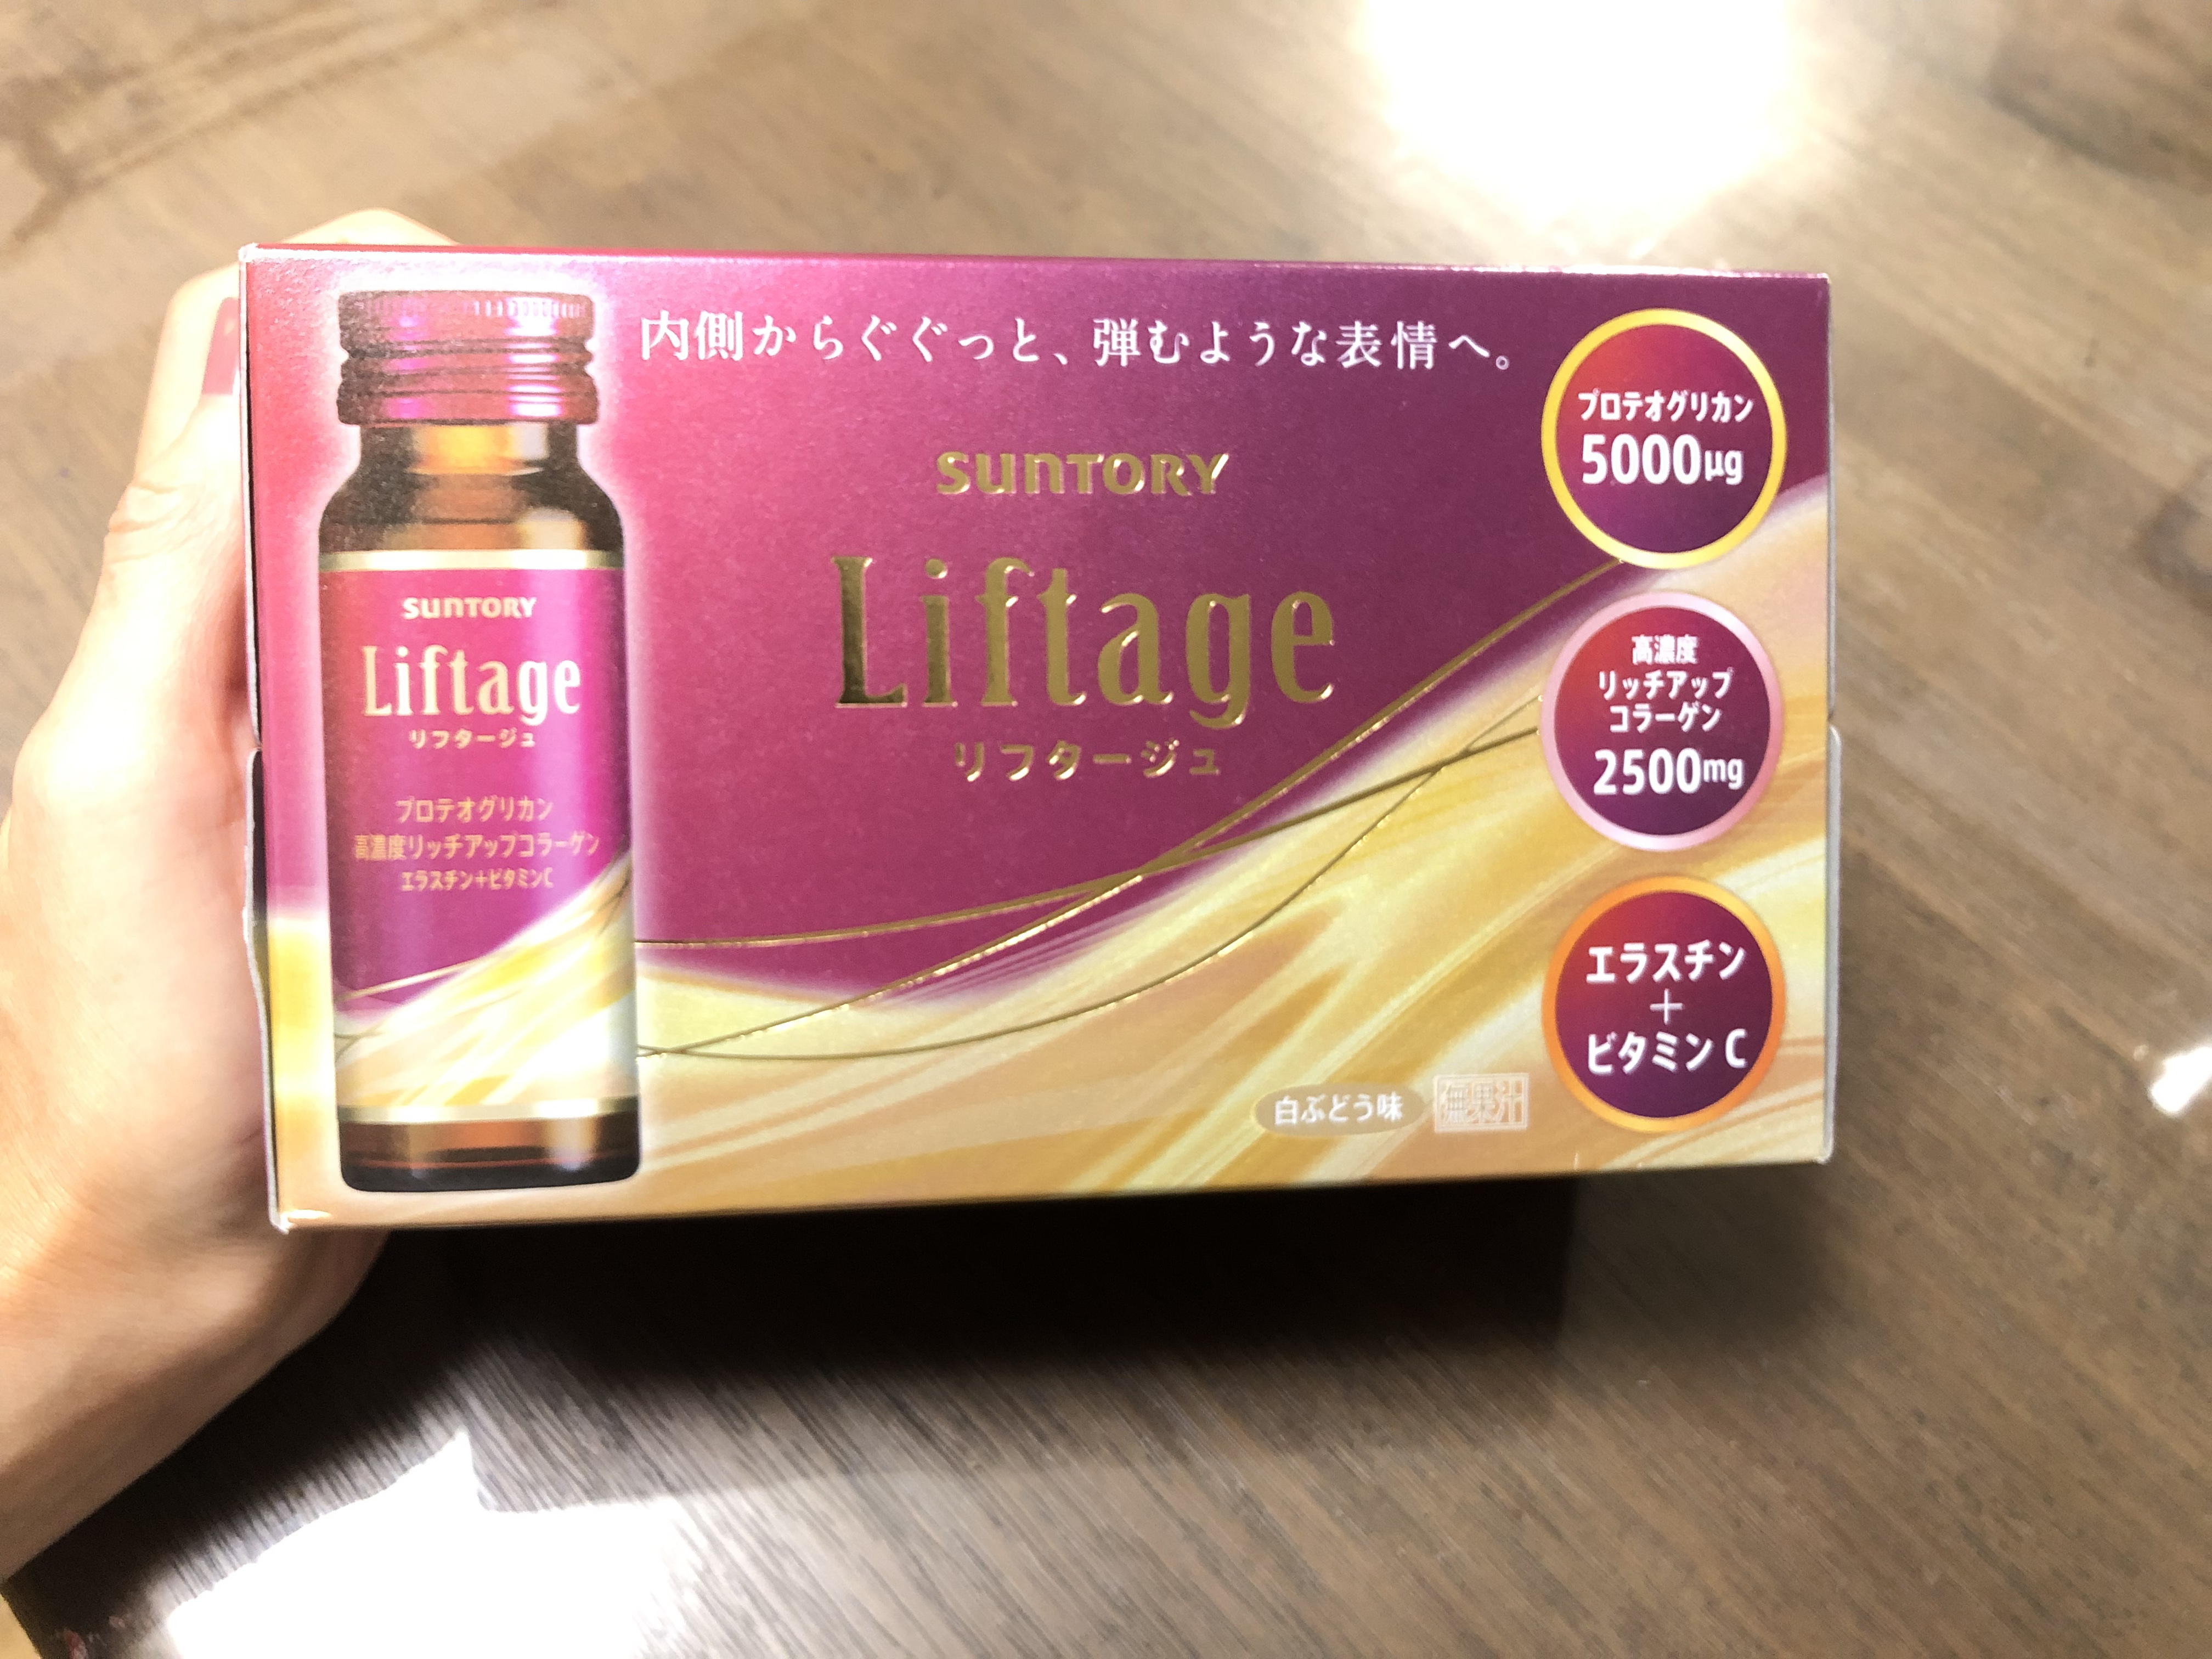 内側からぐぐっと、弾むような表情へ。
SUNTORY
Liftage
リフタージュ
SUNTORY
Liftage
リフタージュ
プロテオグリカン
高濃度リッチアップコラーゲン
エラスチン+ビタミンC
プロテオグリカン
5000μg
高濃度
リッチアップ
コラーゲン
2500mg
エラスチン
+
ビタミンC
白ぶどう味 無果汁